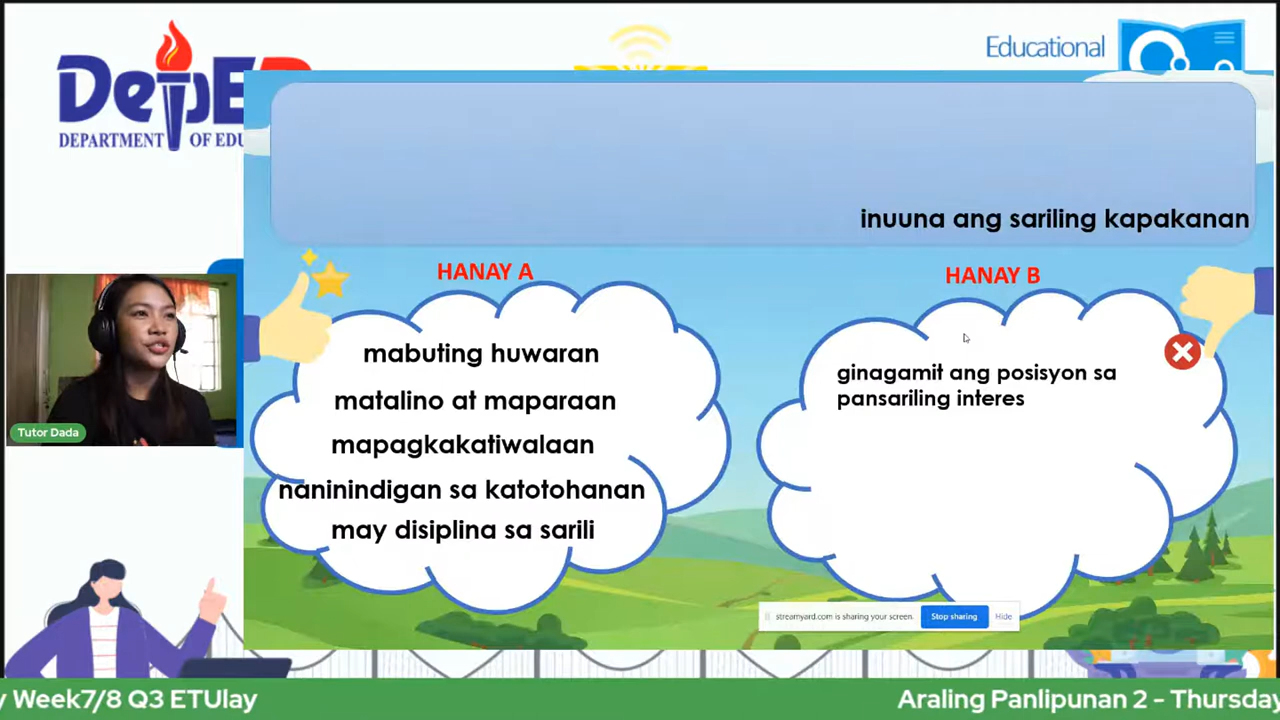 DepED
DEPARTMENT OF EDU
Educational
inuuna ang sariling kapakanan
HANAY A
HANAY B
mabuting huwaran
matalino at maparaan
mapagkakatiwalaan
naninindigan sa katotohanan
may disiplina sa sarili
ginagamit ang posisyon sa
pansariling interes
Tutor Dada
streamyard.com is sharing your screen.
Stop sharing
Hide
y Week7/8 Q3 ETUlay
Araling Panlipunan 2 - Thursday